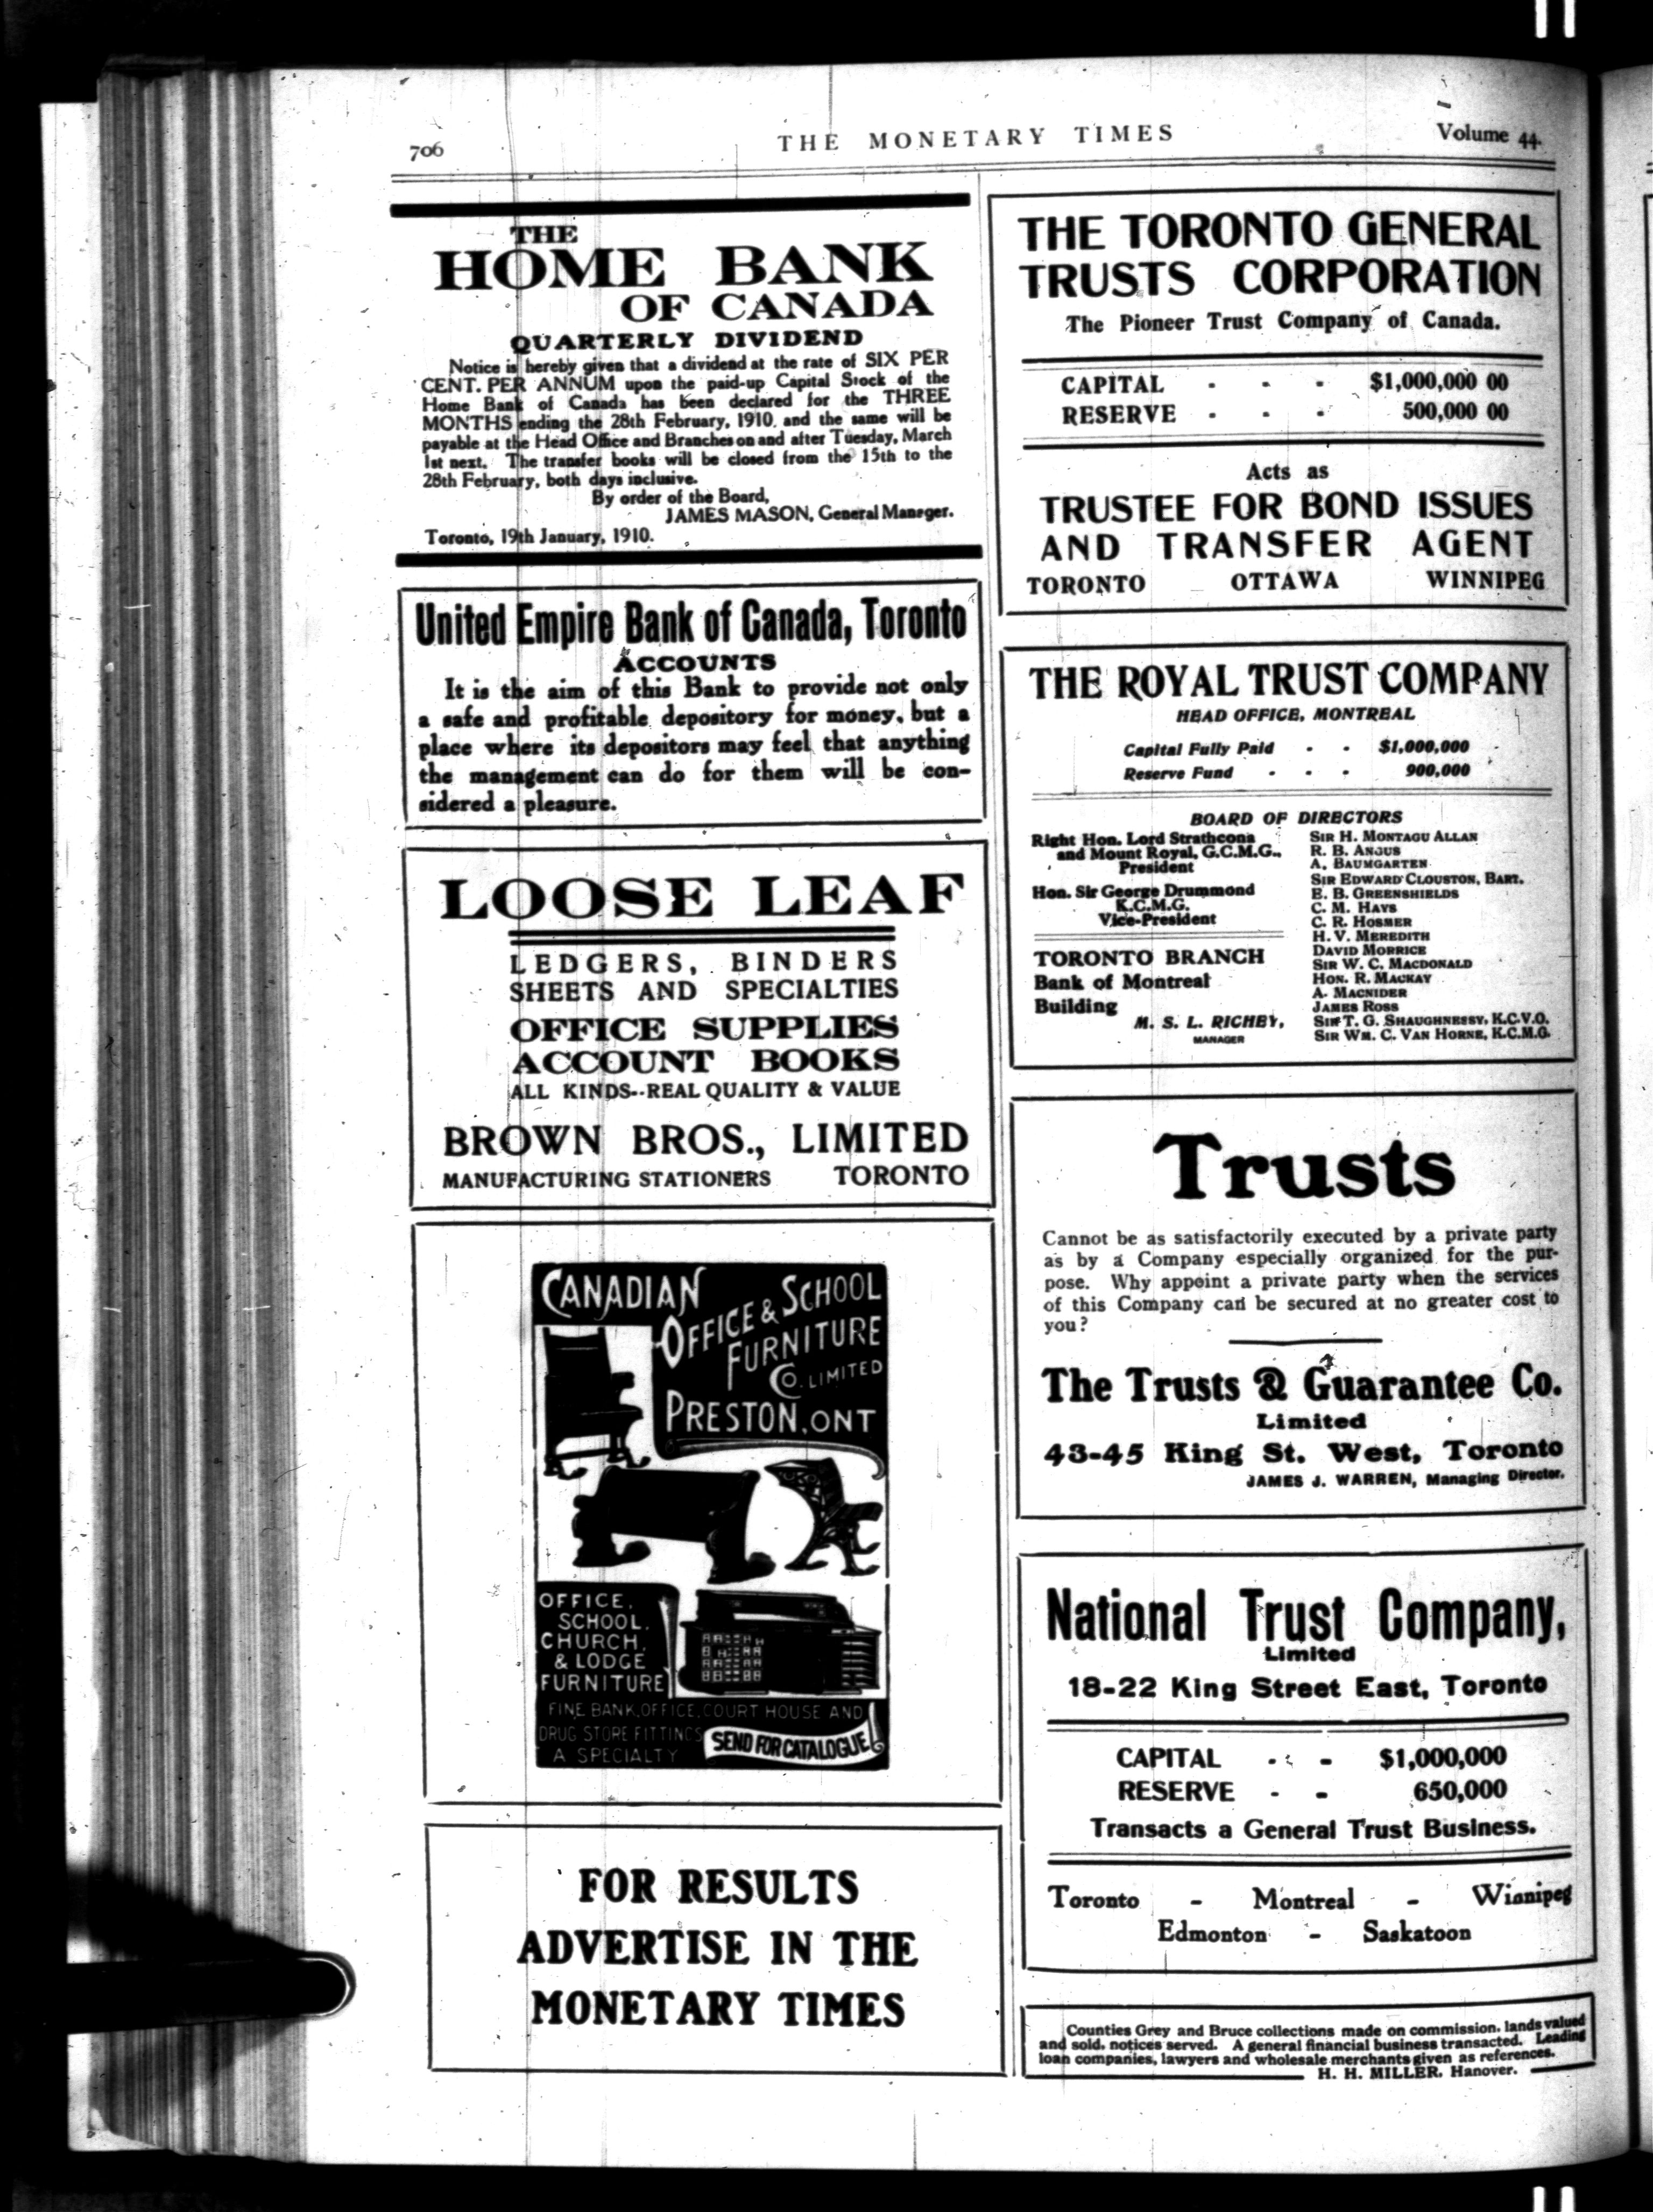 706
THE MONETARY TIMES
Volume 44.
THE
HOME BANK
OF CANADA
QUARTERLY DIVIDEND
Notice is hereby given that a dividend at the rate of SIX PER
CENT. PER ANNUM upon the paid-up Capital Stock of the
Home Bank of Canada has been declared for the THREE
MONTHS ending the 28th February, 1910, and the same will be
payable at the Head Office and Branches on and after Tuesday, March
1st next. The transfer books will be closed from the 15th to the
28th February, both days inclusive.
By order of the Board,
JAMES MASON, General Manager.
Toronto, 19th January, 1910.
United Empire Bank of Canada, Toronto
ACCOUNTS
It is the aim of this Bank to provide not only
a safe and profitable depository for money, but a
place where its depositors may feel that anything
the management can do for them will be con-
sidered a pleasure.
LOOSE LEAF
LEDGERS, BINDERS
SHEETS AND SPECIALTIES
OFFICE SUPPLIES
ACCOUNT BOOKS
ALL KINDS--REAL QUALITY & VALUE
BROWN BROS., LIMITED
MANUFACTURING STATIONERS TORONTO
CANADIAN
OFFICE & SCHOOL
FURNITURE
CO. LIMITED
PRESTON, ONT
OFFICE,
SCHOOL,
CHURCH,
& LODGE
FURNITURE
FINE BANK, OFFICE, COURT HOUSE AND
DRUG STORE FITTINGS
A SPECIALTY
SEND FOR CATALOGUE
FOR RESULTS
ADVERTISE IN THE
MONETARY TIMES
THE TORONTO GENERAL
TRUSTS CORPORATION
The Pioneer Trust Company of Canada.
CAPITAL - - - $1,000,000 00
RESERVE - - - 500,000 00
Acts as
TRUSTEE FOR BOND ISSUES
AND TRANSFER AGENT
TORONTO OTTAWA WINNIPEG
THE ROYAL TRUST COMPANY
HEAD OFFICE, MONTREAL
Capital Fully Paid - - $1,000,000
Reserve Fund - - - 900,000
BOARD OF DIRECTORS
Right Hon. Lord Strathcona
and Mount Royal, G.C.M.G.,
President
Hon. Sir George Drummond
K.C.M.G.
Vice-President
TORONTO BRANCH
Bank of Montreal
Building
M. S. L. RICHEY,
MANAGER
SIR H. MONTAGU ALLAN
R. B. ANGUS
A. BAUMGARTEN
SIR EDWARD CLOUSTON, BART.
E. B. GREENSHIELDS
C. M. HAYS
C. R. HOSMER
H. V. MEREDITH
DAVID MORRICE
SIR W. C. MACDONALD
HON. R. MACKAY
A. MACNIDER
JAMES ROSS
SIR T. G. SHAUGHNESSY, K.C.V.O.
SIR WM. C. VAN HORNE, K.C.M.G.
Trusts
Cannot be as satisfactorily executed by a private party
as by a Company especially organized for the pur-
pose. Why appoint a private party when the services
of this Company can be secured at no greater cost to
you?
The Trusts & Guarantee Co.
Limited
43-45 King St. West, Toronto
JAMES J. WARREN, Managing Director.
National Trust Company,
Limited
18-22 King Street East, Toronto
CAPITAL - - $1,000,000
RESERVE - - 650,000
Transacts a General Trust Business.
Toronto - Montreal - Winnipeg
Edmonton - Saskatoon
Counties Grey and Bruce collections made on commission, lands valued
and sold, notices served. A general financial business transacted. Leading
loan companies, lawyers and wholesale merchants given as references.
H. H. MILLER, Hanover.